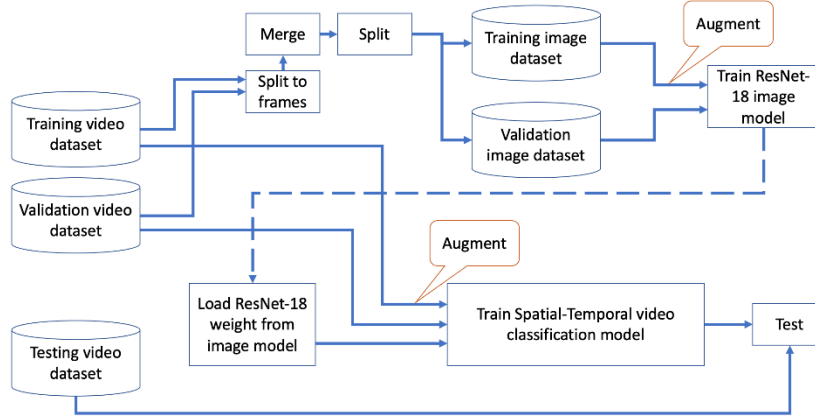 Merge
Split
Training image
dataset
Augment
Split to
frames
Train ResNet-
18 image
model
Training video
dataset
Validation
image dataset
Validation video
dataset
Augment
Load ResNet-18
weight from
image model
Train Spatial-Temporal video
classification model
Test
Testing video
dataset